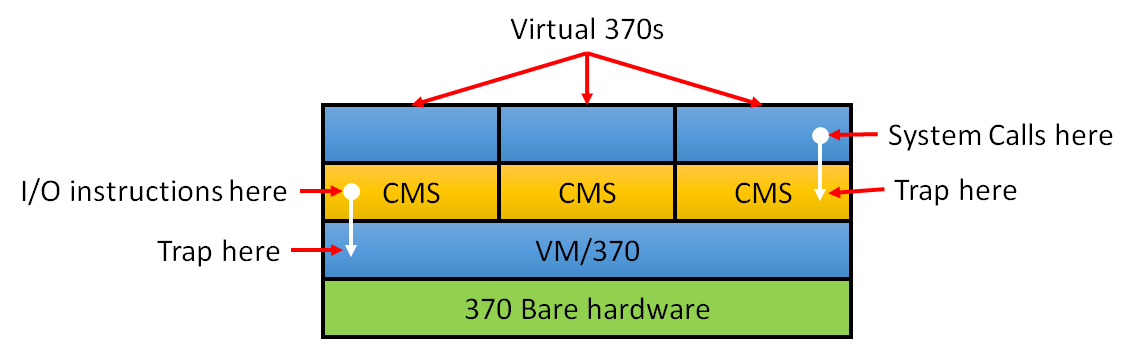 Virtual 370s
System Calls here
I/O instructions here
CMS
CMS
CMS
Trap here
Trap here
VM/370
370 Bare hardware